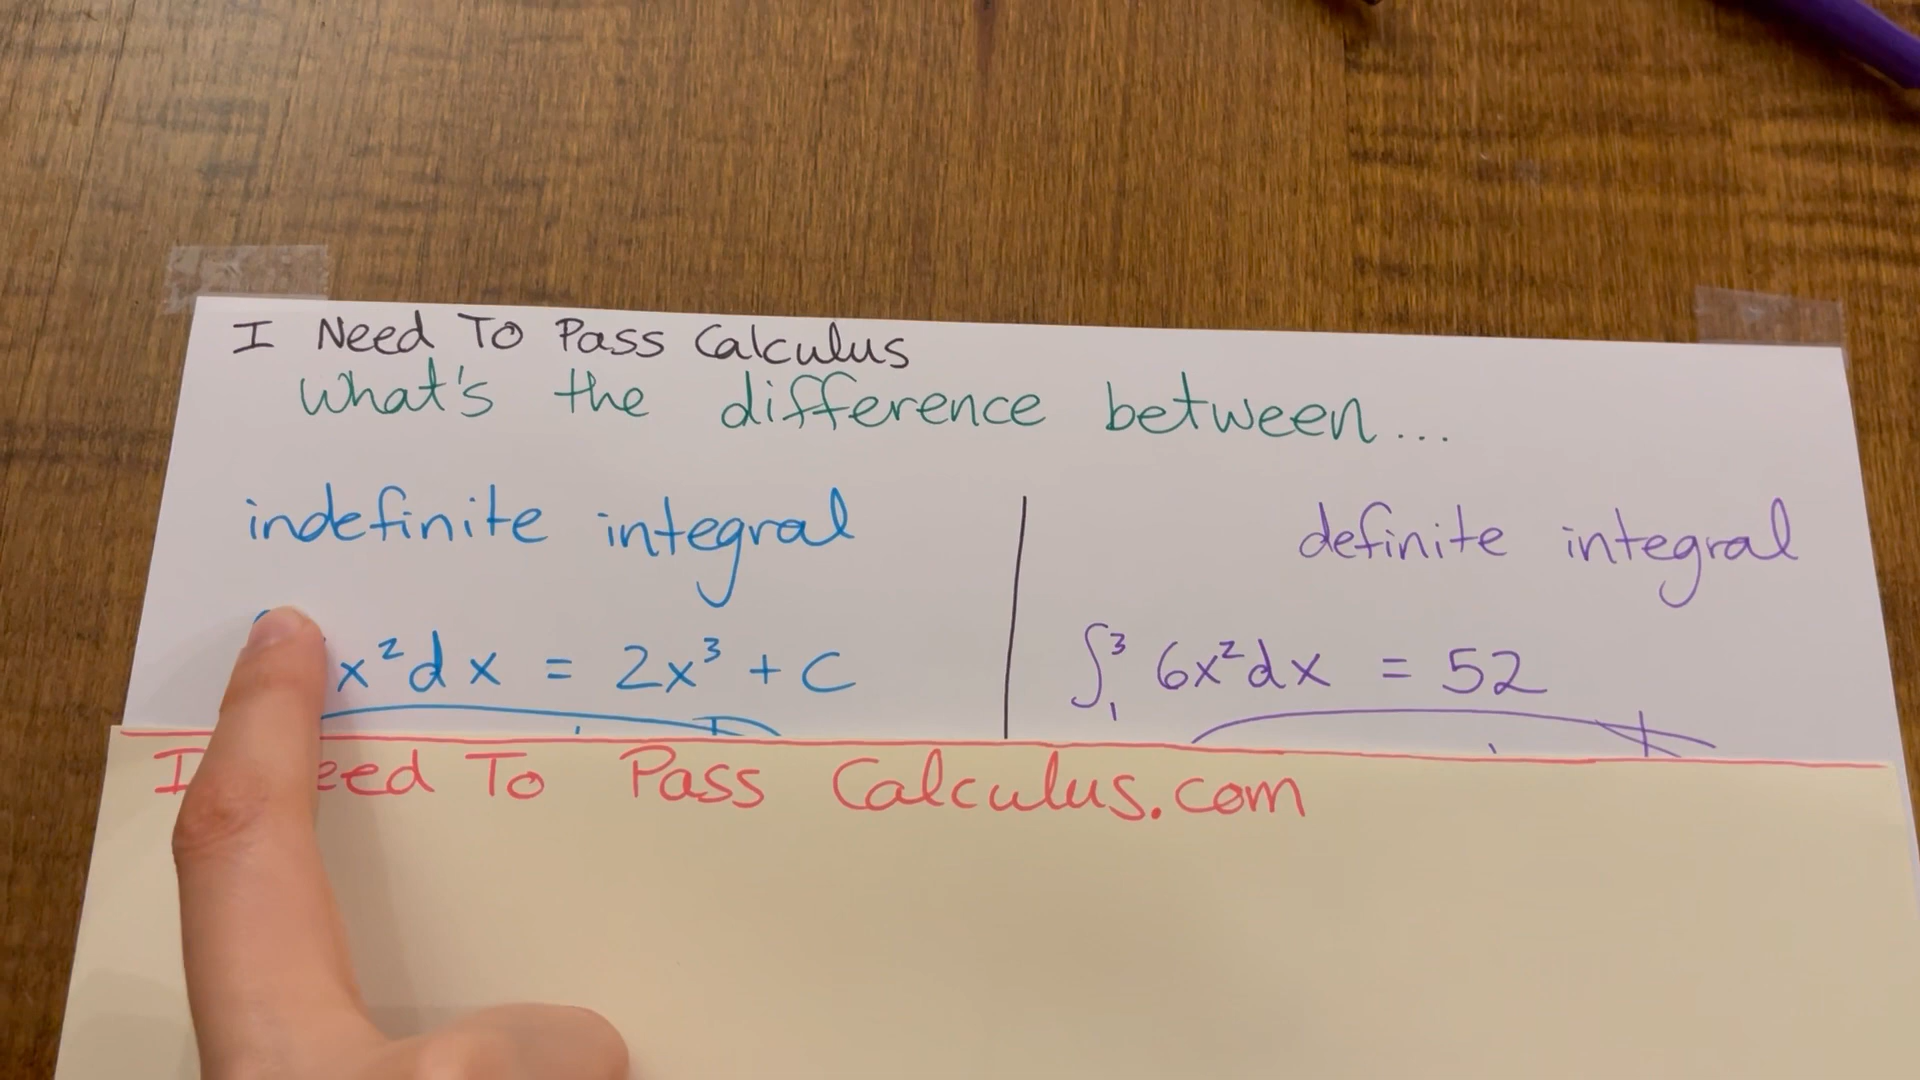 I Need To Pass Calculus
What's the difference between...
indefinite integral
definite integral
x²dx = 2x³ + C
∫₁³ 6x²dx = 52
I eed To Pass Calculus.com